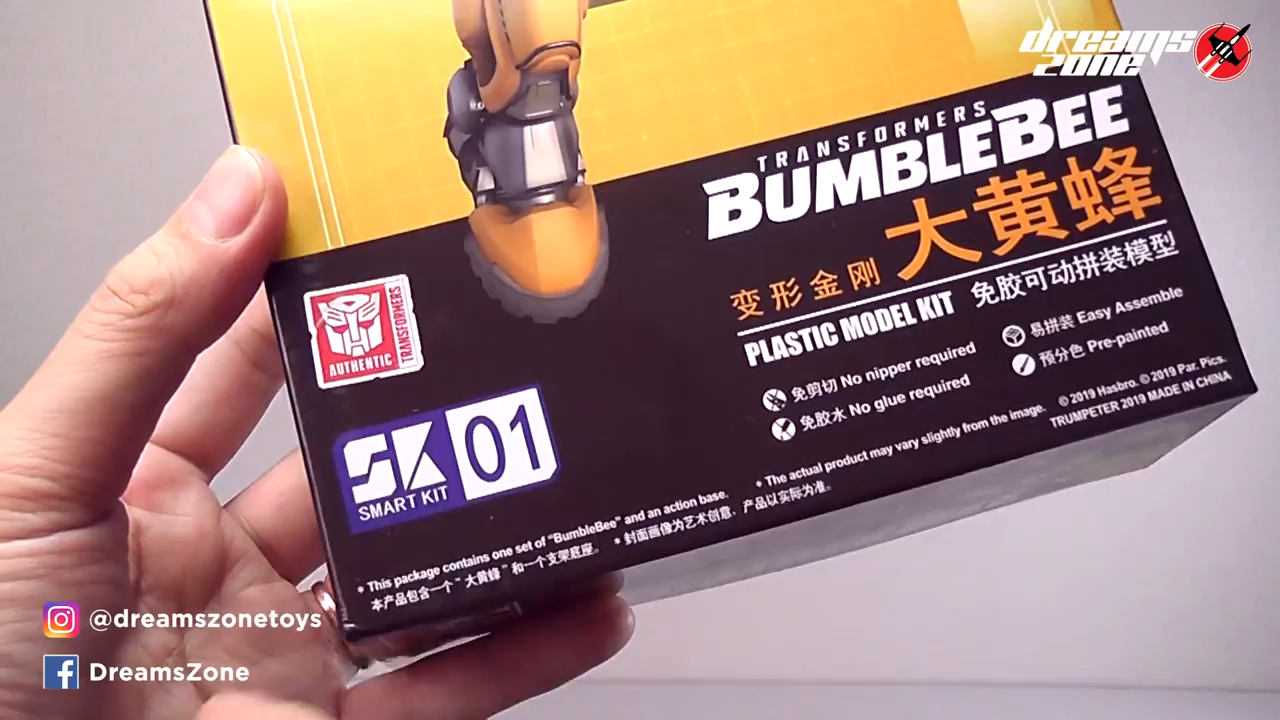 dreams
zone
TRANSFORMERS
BUMBLEBEE
变形金刚 大黄蜂
PLASTIC MODEL KIT 免胶可动拼装模型
免剪切 No nipper required
易拼装 Easy Assemble
免胶水 No glue required
预分色 Pre-painted
AUTHENTIC
TRANSFORMERS
SK 01
SMART KIT
* The actual product may vary slightly from the image.
© 2019 Hasbro. © 2019 Par. Pics.
TRUMPETER 2019 MADE IN CHINA
* This package contains one set of "BumbleBee" and an action base.
本产品包含一个"大黄蜂"和一个支架底座。
* 封面画像为艺术创意，产品以实际为准。
@dreamszonetoys
DreamsZone